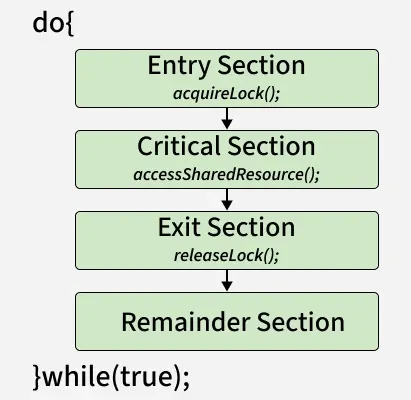 do{
Entry Section
acquireLock();
Critical Section
accessSharedResource();
Exit Section
releaseLock();
Remainder Section
}while(true);